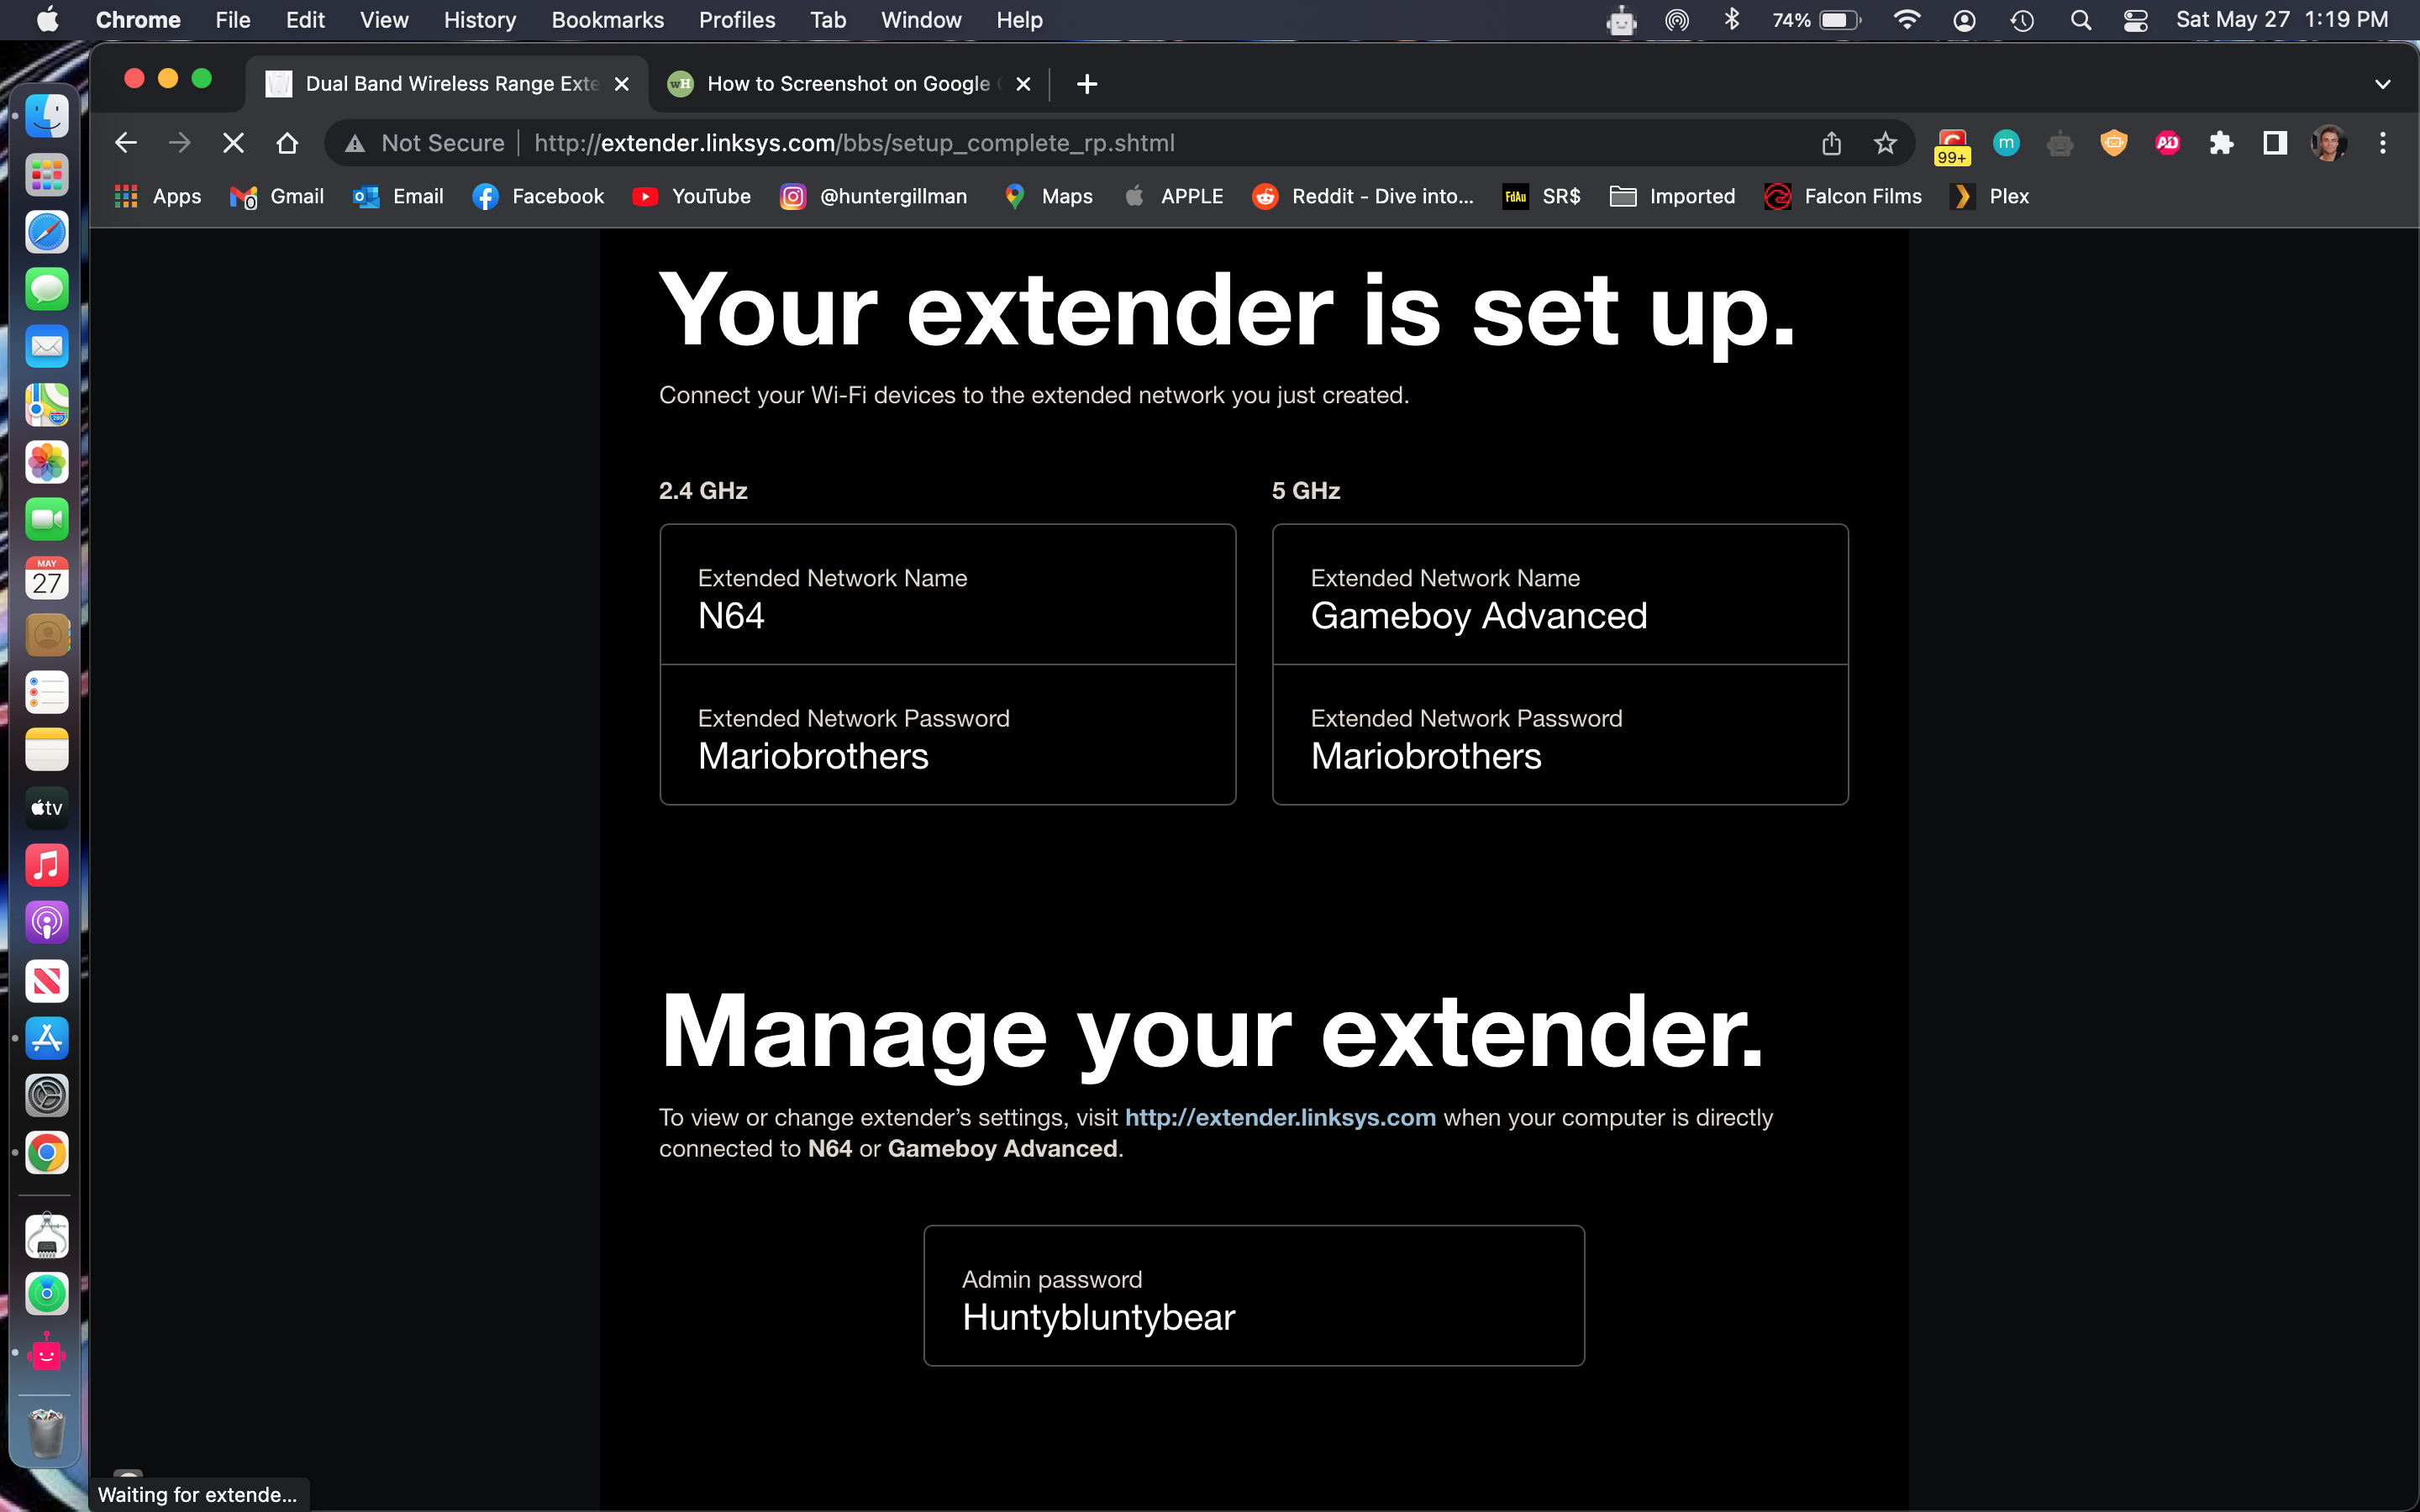 Chrome File Edit View History Bookmarks Profiles Tab Window Help 74% Sat May 27 1:19 PM
Dual Band Wireless Range Exte How to Screenshot on Google
Not Secure http://extender.linksys.com/bbs/setup_complete_rp.shtml 99+ m AD
Apps Gmail Email Facebook YouTube @huntergillman Maps APPLE Reddit - Dive into... FdAu SR$ Imported Falcon Films Plex
Your extender is set up.
Connect your Wi-Fi devices to the extended network you just created.
2.4 GHz 5 GHz
Extended Network Name Extended Network Name
N64 Gameboy Advanced
Extended Network Password Extended Network Password
Mariobrothers Mariobrothers
Manage your extender.
To view or change extender’s settings, visit http://extender.linksys.com when your computer is directly
connected to N64 or Gameboy Advanced.
Admin password
Huntybluntybear
MAY
27
tv
Waiting for extende...